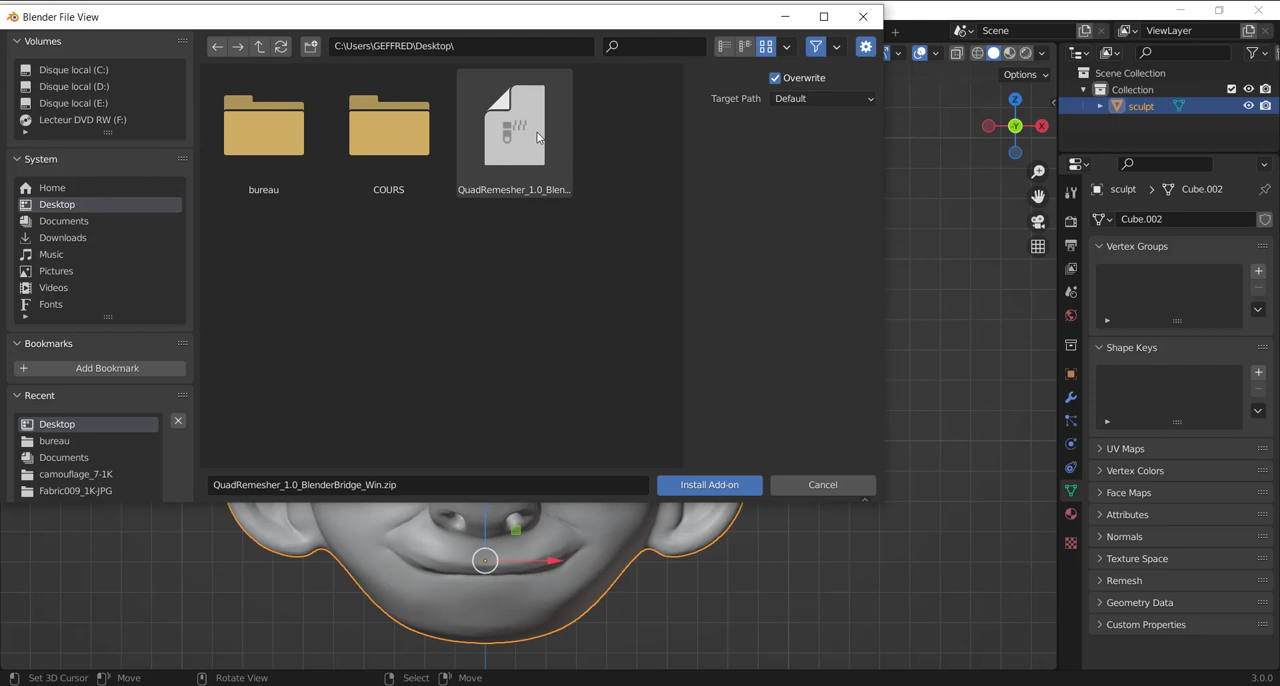 Blender File View
Volumes
Disque local (C:)
Disque local (D:)
Disque local (E:)
Lecteur DVD RW (F:)
System
Home
Desktop
Documents
Downloads
Music
Pictures
Videos
Fonts
Bookmarks
Add Bookmark
Recent
Desktop
bureau
Documents
camouflage_7-1K
Fabric009_1K-JPG
C:\Users\GEFFRED\Desktop\
bureau
COURS
QuadRemesher_1.0_Blen...
Overwrite
Target Path
Default
QuadRemesher_1.0_BlenderBridge_Win.zip
Install Add-on
Cancel
Scene
ViewLayer
Options
Z
-Y
X
Scene Collection
Collection
sculpt
sculpt
Cube.002
Cube.002
Vertex Groups
Shape Keys
UV Maps
Vertex Colors
Face Maps
Attributes
Normals
Texture Space
Remesh
Geometry Data
Custom Properties
Set 3D Cursor
Move
Rotate View
Select
Move
3.0.0